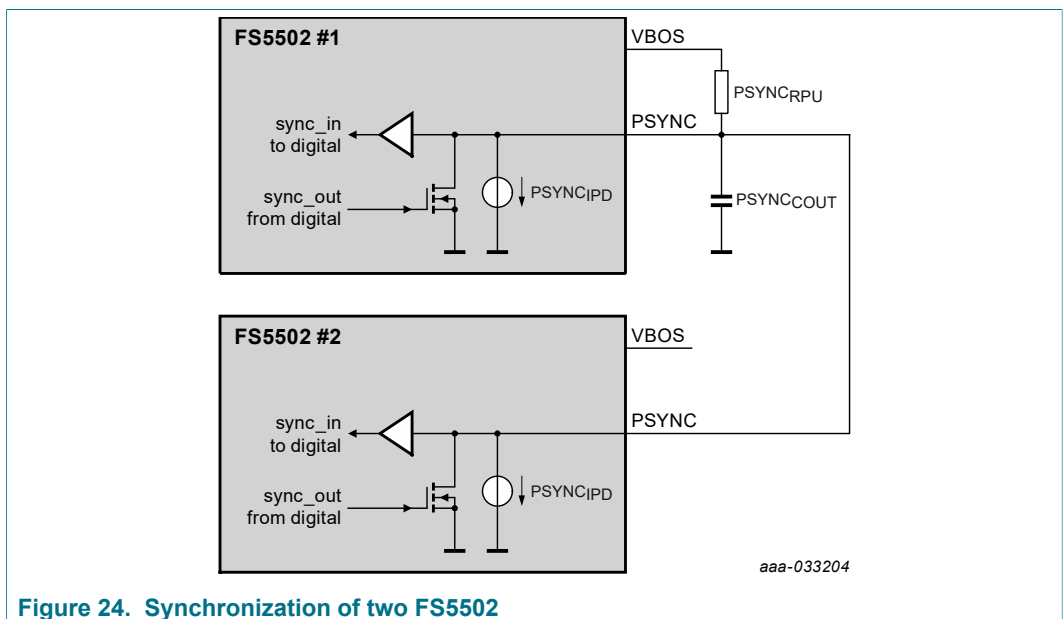 FS5502 #1
VBOS
PSYNCRPU
PSYNC
sync_in
to digital
PSYNCIPD
PSYNCCOUT
sync_out
from digital
FS5502 #2
VBOS
PSYNC
sync_in
to digital
PSYNCIPD
sync_out
from digital
aaa-033204
Figure 24. Synchronization of two FS5502